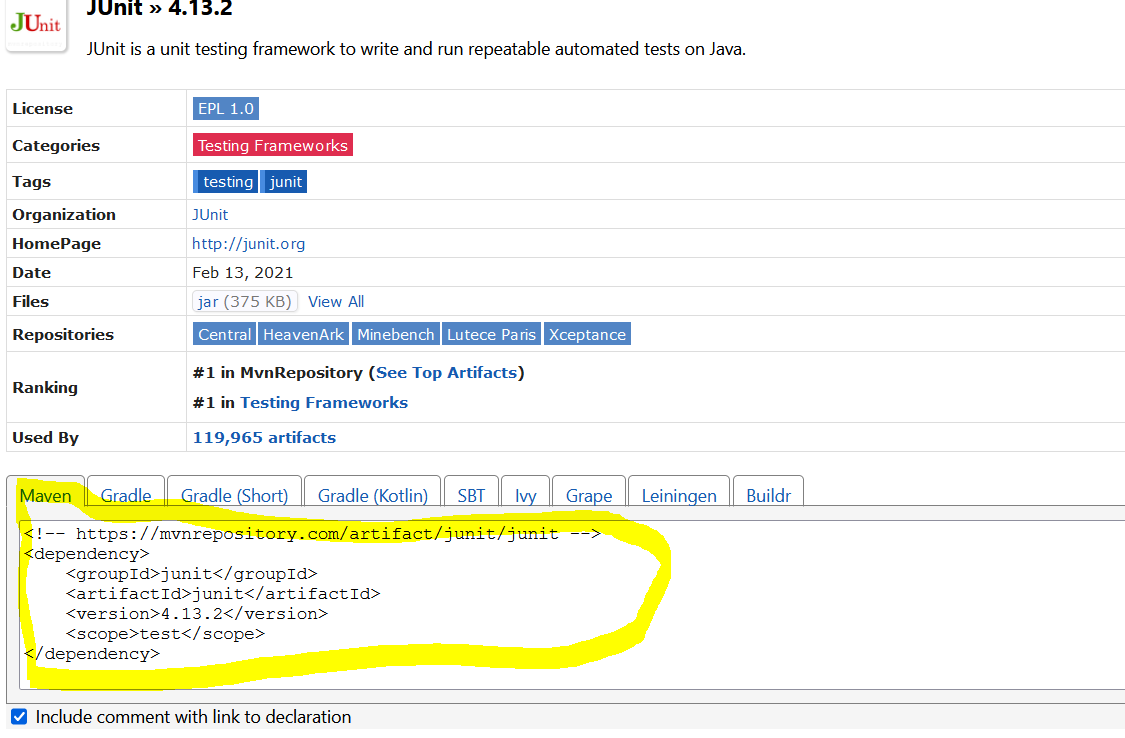 JUnit
JUnit » 4.13.2
JUnit is a unit testing framework to write and run repeatable automated tests on Java.
License EPL 1.0
Categories Testing Frameworks
Tags testing junit
Organization JUnit
HomePage http://junit.org
Date Feb 13, 2021
Files jar (375 KB) View All
Repositories Central HeavenArk Minebench Lutece Paris Xceptance
Ranking #1 in MvnRepository (See Top Artifacts)
#1 in Testing Frameworks
Used By 119,965 artifacts
Maven Gradle Gradle (Short) Gradle (Kotlin) SBT Ivy Grape Leiningen Buildr
<!-- https://mvnrepository.com/artifact/junit/junit -->
<dependency>
    <groupId>junit</groupId>
    <artifactId>junit</artifactId>
    <version>4.13.2</version>
    <scope>test</scope>
</dependency>
Include comment with link to declaration